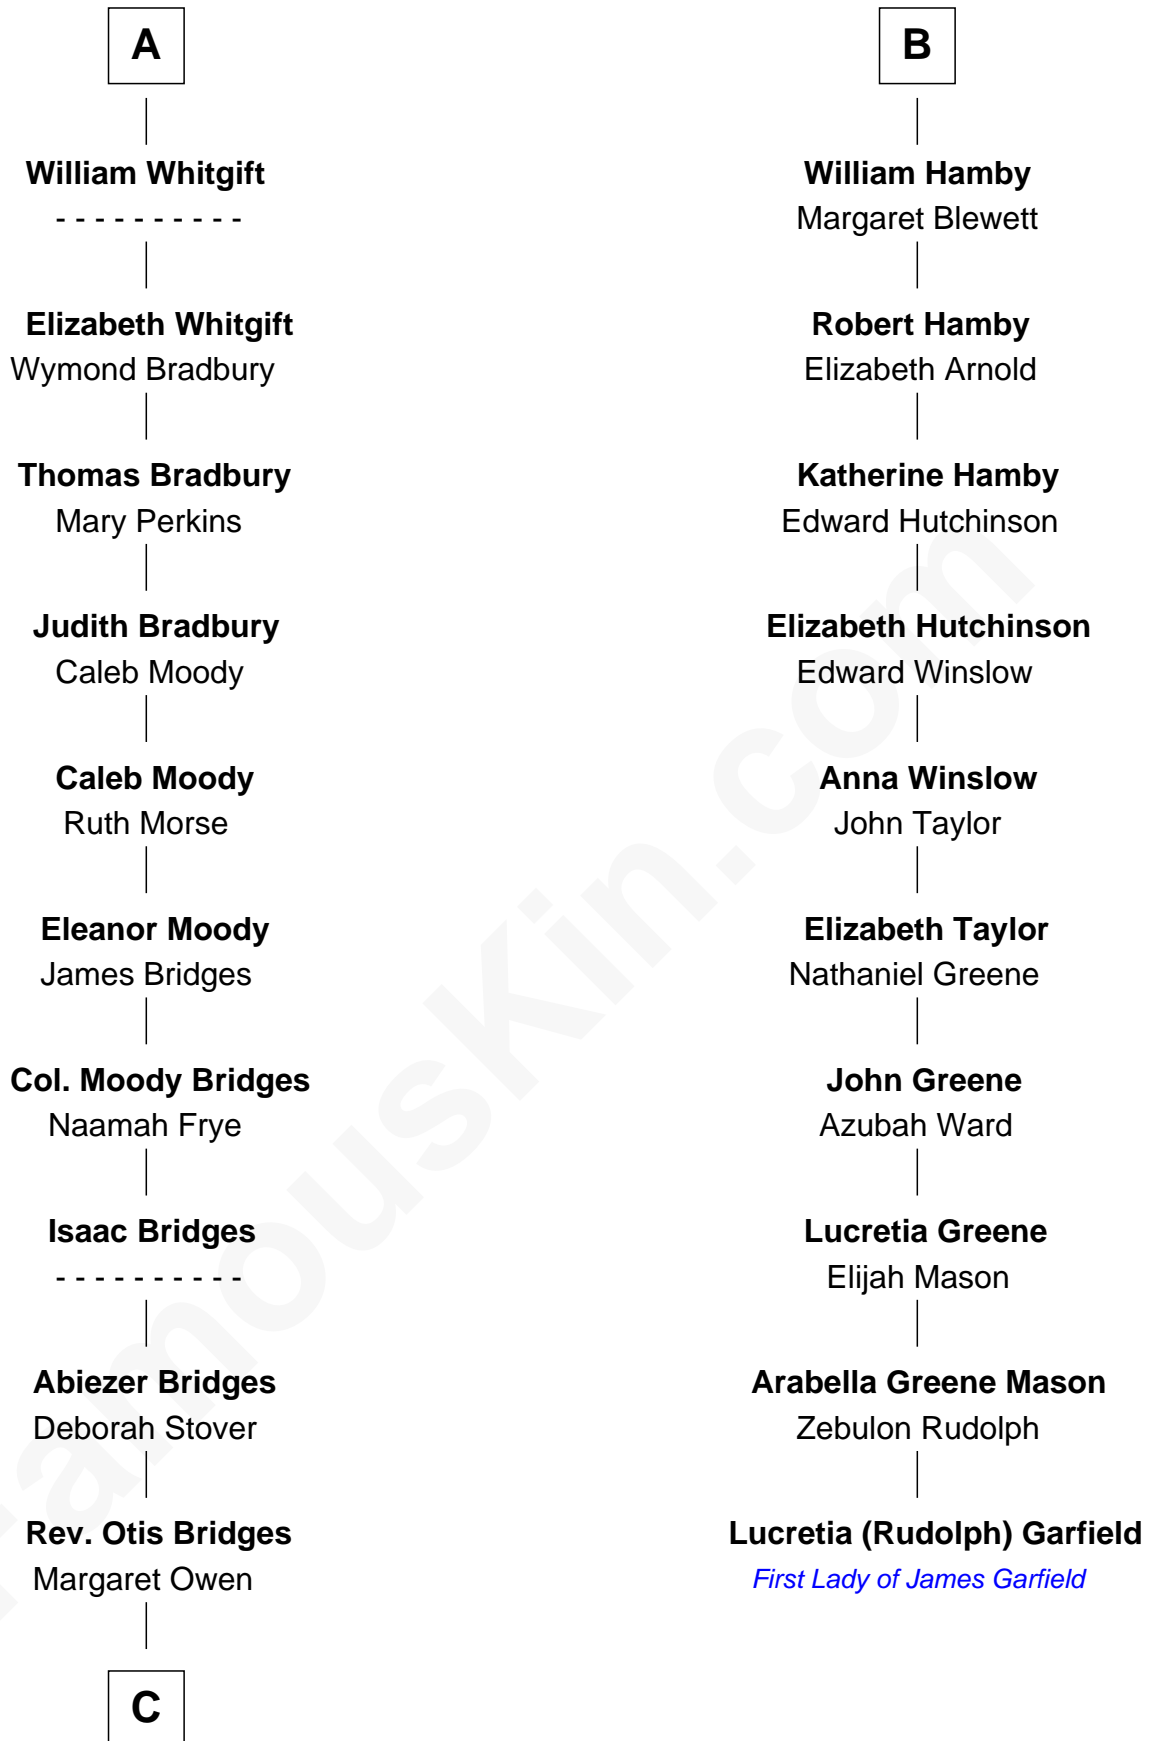 A
William Whitgift
- - - - - - - - - -
Elizabeth Whitgift
Wymond Bradbury
Thomas Bradbury
Mary Perkins
Judith Bradbury
Caleb Moody
Caleb Moody
Ruth Morse
Eleanor Moody
James Bridges
Col. Moody Bridges
Naamah Frye
Isaac Bridges
- - - - - - - - - -
Abiezer Bridges
Deborah Stover
Rev. Otis Bridges
Margaret Owen
C
B
William Hamby
Margaret Blewett
Robert Hamby
Elizabeth Arnold
Katherine Hamby
Edward Hutchinson
Elizabeth Hutchinson
Edward Winslow
Anna Winslow
John Taylor
Elizabeth Taylor
Nathaniel Greene
John Greene
Azubah Ward
Lucretia Greene
Elijah Mason
Arabella Greene Mason
Zebulon Rudolph
Lucretia (Rudolph) Garfield
First Lady of James Garfield
FamousKin.com